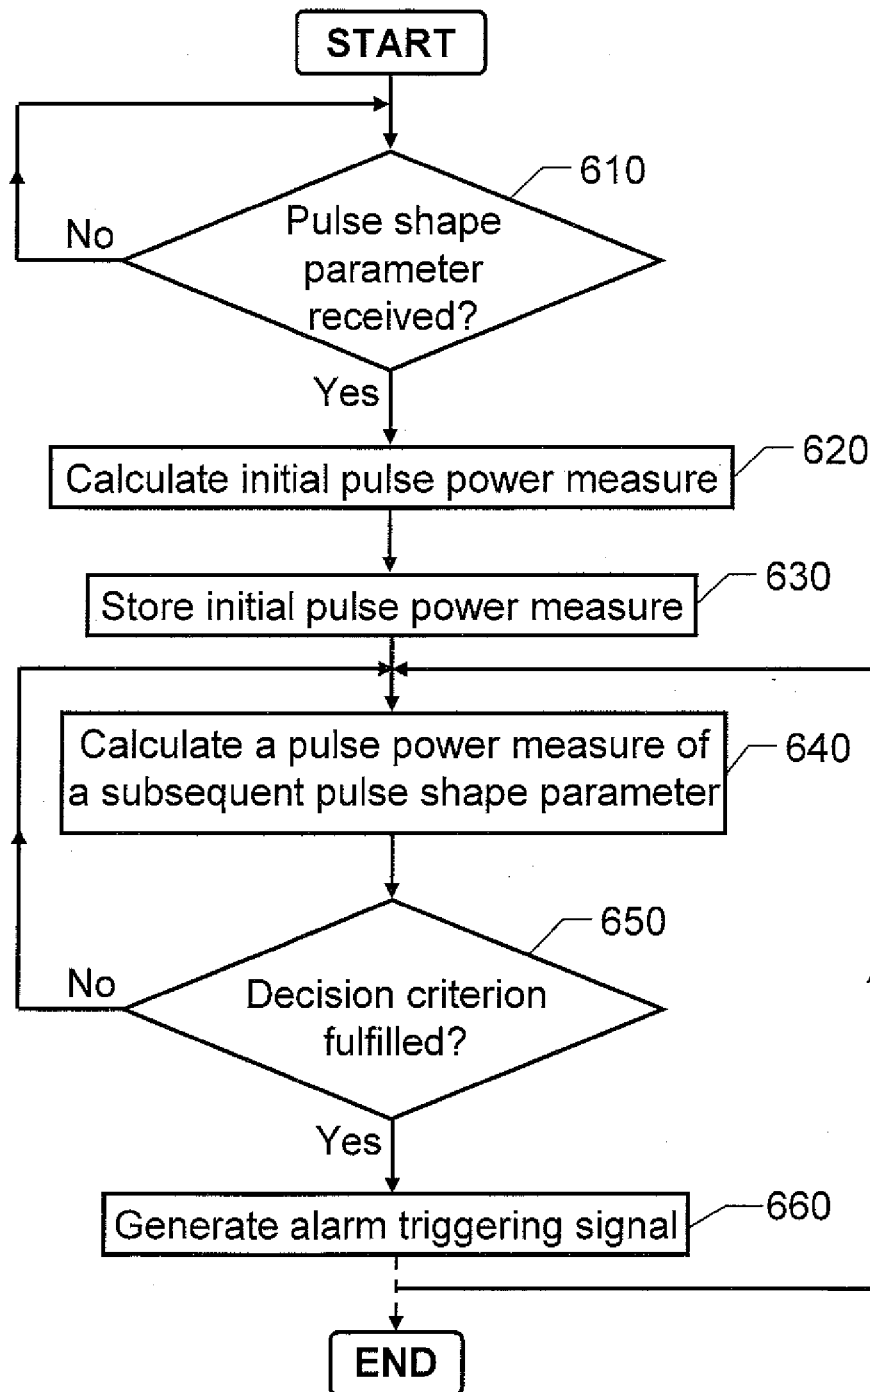 START
610
Pulse shape
parameter
received?
No
Yes
620
Calculate initial pulse power measure
630
Store initial pulse power measure
Calculate a pulse power measure of
a subsequent pulse shape parameter
640
650
Decision criterion
fulfilled?
No
Yes
Generate alarm triggering signal
660
END